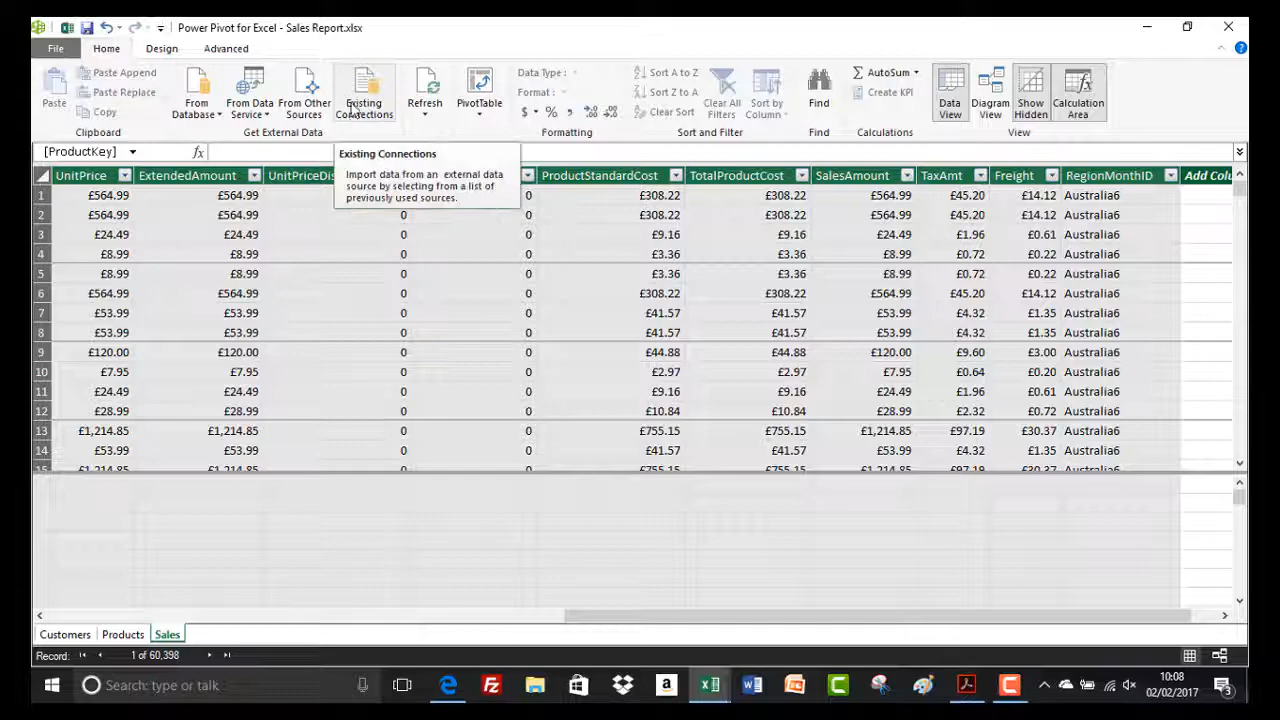 Power Pivot for Excel - Sales Report.xlsx
File Home Design Advanced
Paste
Paste Append
Paste Replace
Copy
Clipboard
From Database
From Data Service
From Other Sources
Existing Connections
Get External Data
Refresh
PivotTable
Data Type :
Format :
$ % ,
Formatting
Sort A to Z
Sort Z to A
Clear Sort
Clear All Filters
Sort by Column
Sort and Filter
Find
Find
AutoSum
Create KPI
Calculations
Data View
Diagram View
Show Hidden
Calculation Area
View
[ProductKey] fx
Existing Connections
Import data from an external data
source by selecting from a list of
previously used sources.
UnitPrice ExtendedAmount UnitPriceDis ProductStandardCost TotalProductCost SalesAmount TaxAmt Freight RegionMonthID Add Colu
1 £564.99 £564.99 £308.22 £308.22 £564.99 £45.20 £14.12 Australia6
2 £564.99 £564.99 0 0 £308.22 £308.22 £564.99 £45.20 £14.12 Australia6
3 £24.49 £24.49 0 0 £9.16 £9.16 £24.49 £1.96 £0.61 Australia6
4 £8.99 £8.99 0 0 £3.36 £3.36 £8.99 £0.72 £0.22 Australia6
5 £8.99 £8.99 0 0 £3.36 £3.36 £8.99 £0.72 £0.22 Australia6
6 £564.99 £564.99 0 0 £308.22 £308.22 £564.99 £45.20 £14.12 Australia6
7 £53.99 £53.99 0 0 £41.57 £41.57 £53.99 £4.32 £1.35 Australia6
8 £53.99 £53.99 0 0 £41.57 £41.57 £53.99 £4.32 £1.35 Australia6
9 £120.00 £120.00 0 0 £44.88 £44.88 £120.00 £9.60 £3.00 Australia6
10 £7.95 £7.95 0 0 £2.97 £2.97 £7.95 £0.64 £0.20 Australia6
11 £24.49 £24.49 0 0 £9.16 £9.16 £24.49 £1.96 £0.61 Australia6
12 £28.99 £28.99 0 0 £10.84 £10.84 £28.99 £2.32 £0.72 Australia6
13 £1,214.85 £1,214.85 0 0 £755.15 £755.15 £1,214.85 £97.19 £30.37 Australia6
14 £53.99 £53.99 0 0 £41.57 £41.57 £53.99 £4.32 £1.35 Australia6
15 £1,214.85 £1,214.85 0 0 £755.15 £755.15 £1,214.85 £97.19 £30.37 Australia6
Customers Products Sales
Record: 1 of 60,398
Type here or talk to search